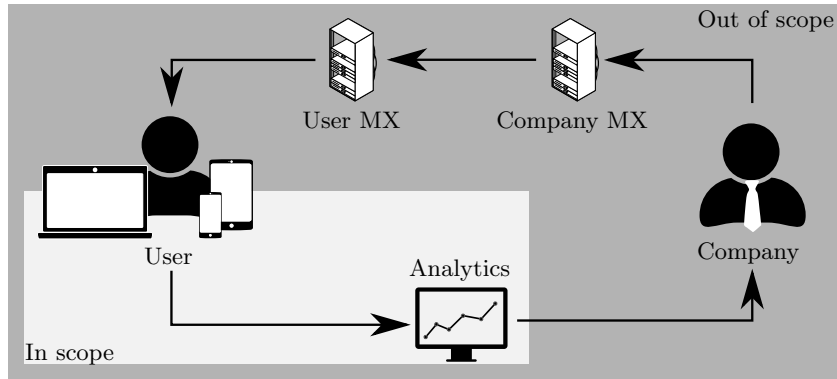 Out of scope
User MX
Company MX
User
Company
Analytics
In scope